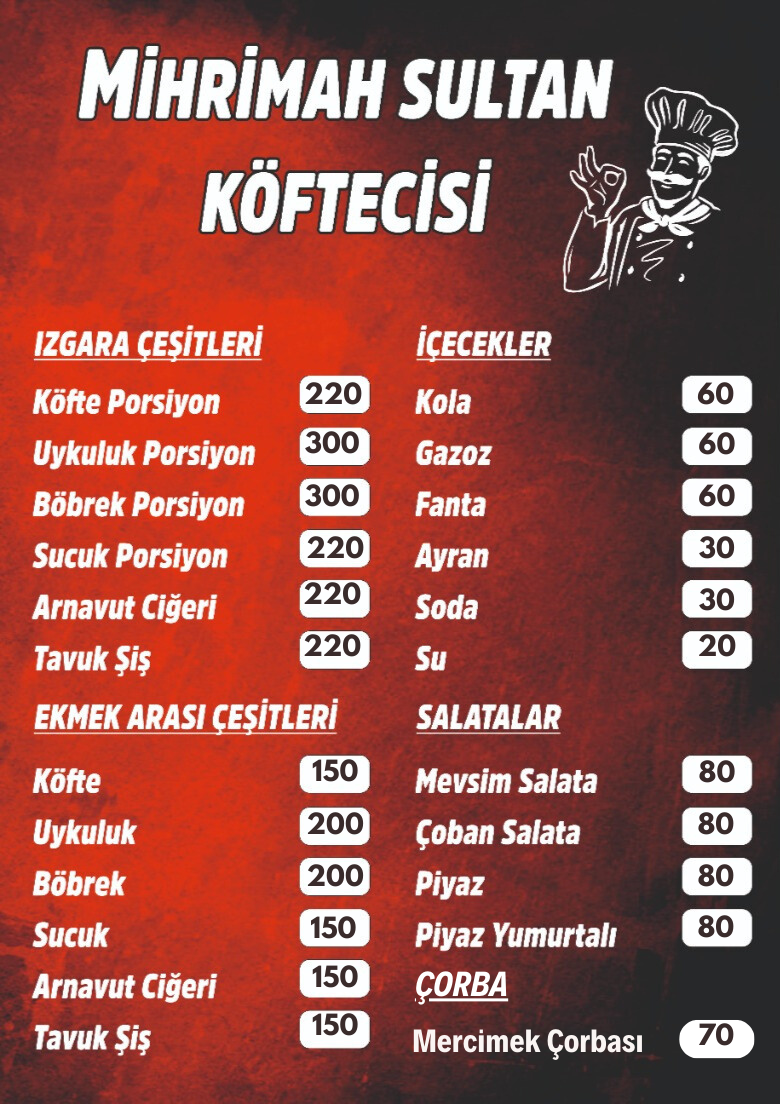 MİHRİMAH SULTAN
KÖFTECİSİ
IZGARA ÇEŞİTLERİ
Köfte Porsiyon 220
Uykuluk Porsiyon 300
Böbrek Porsiyon 300
Sucuk Porsiyon 220
Arnavut Ciğeri 220
Tavuk Şiş 220
EKMEK ARASI ÇEŞİTLERİ
Köfte 150
Uykuluk 200
Böbrek 200
Sucuk 150
Arnavut Ciğeri 150
Tavuk Şiş 150
İÇECEKLER
Kola 60
Gazoz 60
Fanta 60
Ayran 30
Soda 30
Su 20
SALATALAR
Mevsim Salata 80
Çoban Salata 80
Piyaz 80
Piyaz Yumurtalı 80
ÇORBA
Mercimek Çorbası 70